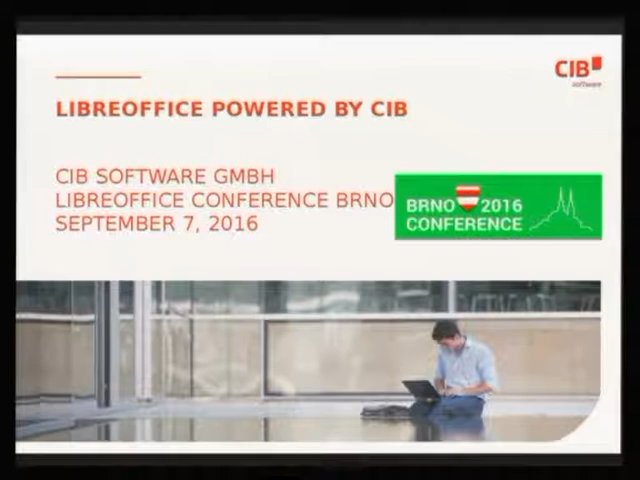 CIB
software
LIBREOFFICE POWERED BY CIB
CIB SOFTWARE GMBH
LIBREOFFICE CONFERENCE BRNO
SEPTEMBER 7, 2016
BRNO 2016
CONFERENCE